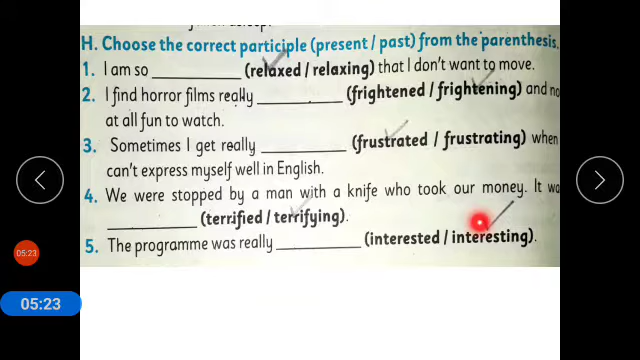 H. Choose the correct participle (present / past) from the parenthesis.
1. I am so __________ (relaxed / relaxing) that I don't want to move.
2. I find horror films really __________ (frightened / frightening) and
at all fun to watch.
3. Sometimes I get really __________ (frustrated / frustrating) when
can't express myself well in English.
4. We were stopped by a man with a knife who took our money. It
__________ (terrified / terrifying).
5. The programme was really __________ (interested / interesting).
05:23
05:23